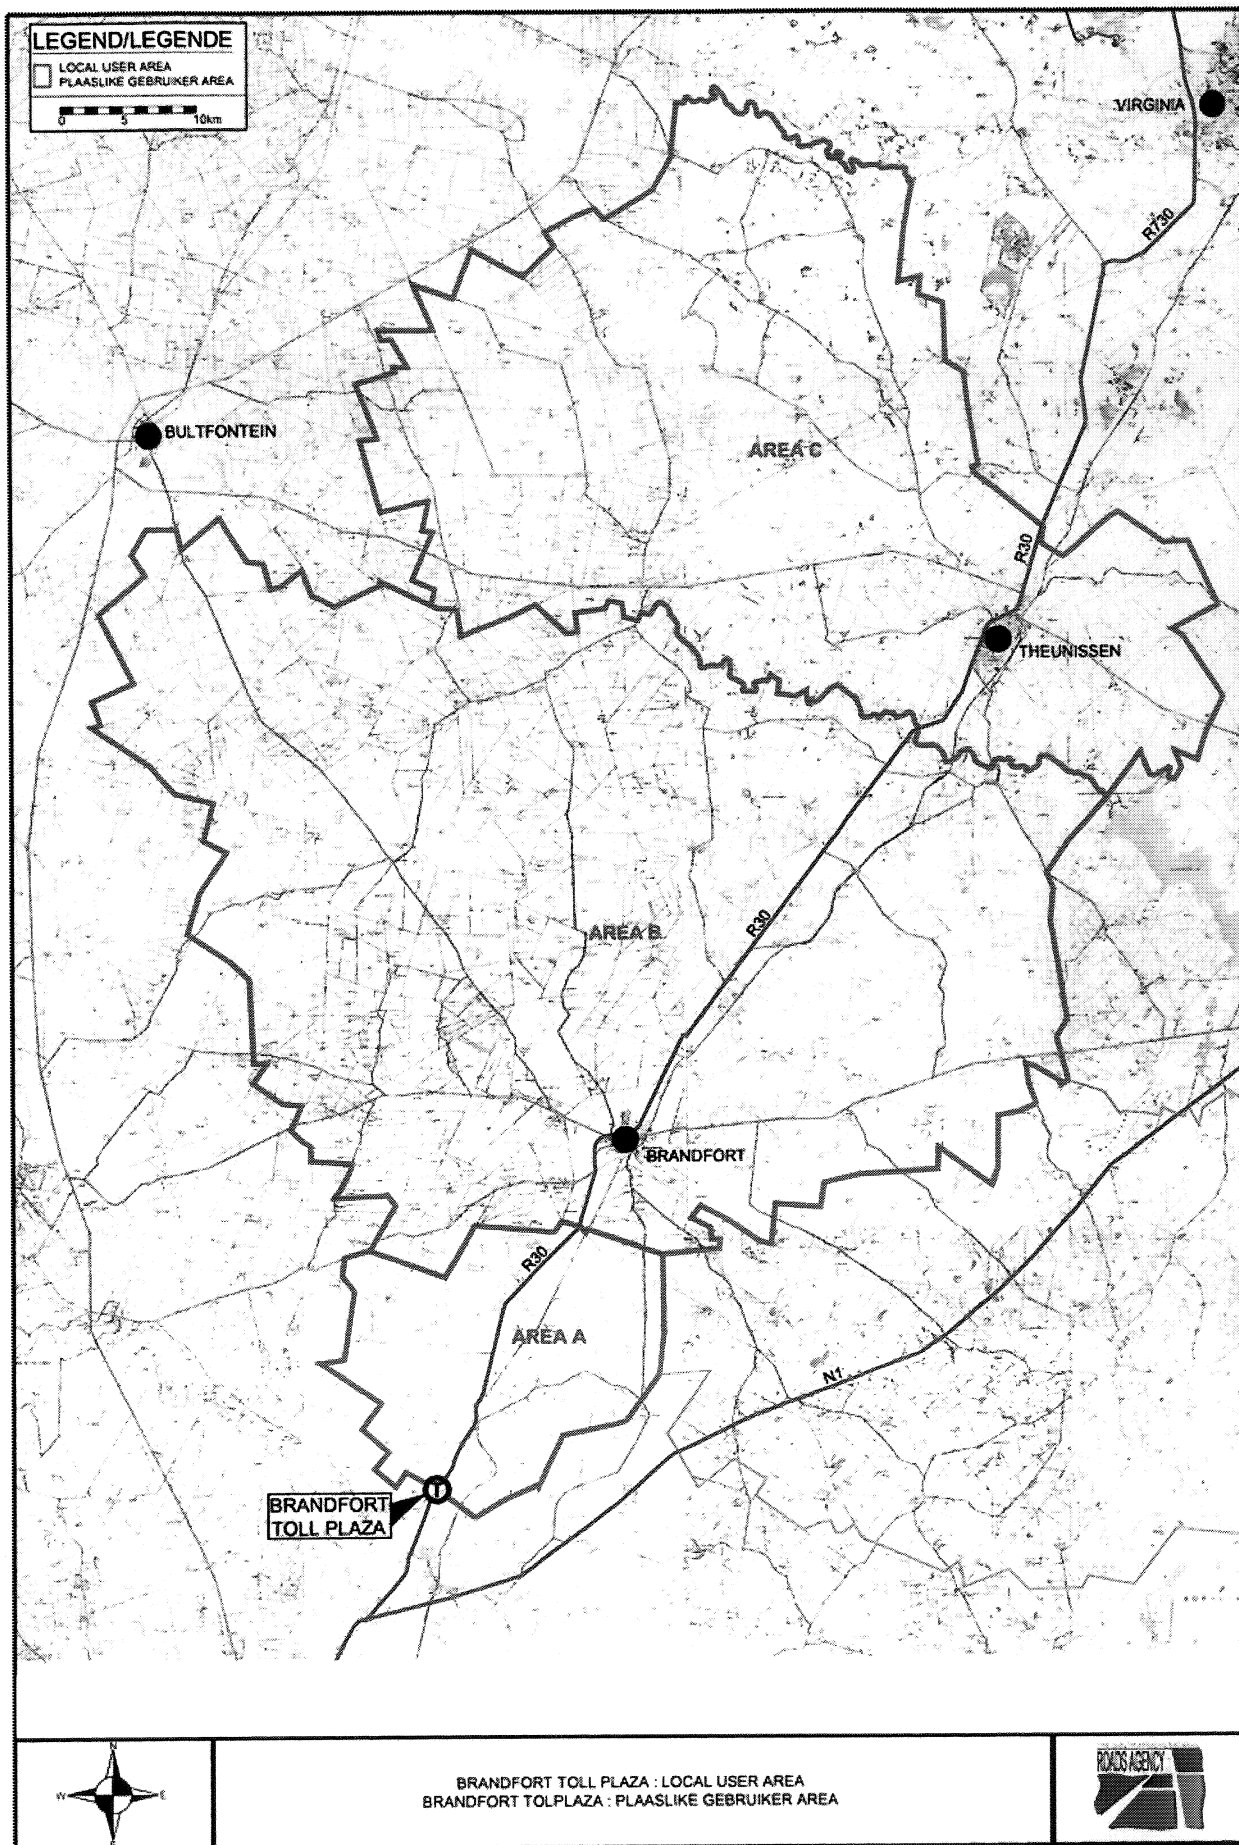 LEGEND/LEGENDE
LOCAL USER AREA
PLAASLIKE GEBRUIKER AREA
0 5 10km
VIRGINIA
R730
BULTFONTEIN
AREA C
R30
THEUNISSEN
AREA B
R30
BRANDFORT
R30
AREA A
N1
T
BRANDFORT
TOLL PLAZA
N
W E
S
BRANDFORT TOLL PLAZA : LOCAL USER AREA
BRANDFORT TOLPLAZA : PLAASLIKE GEBRUIKER AREA
ROADS AGENCY